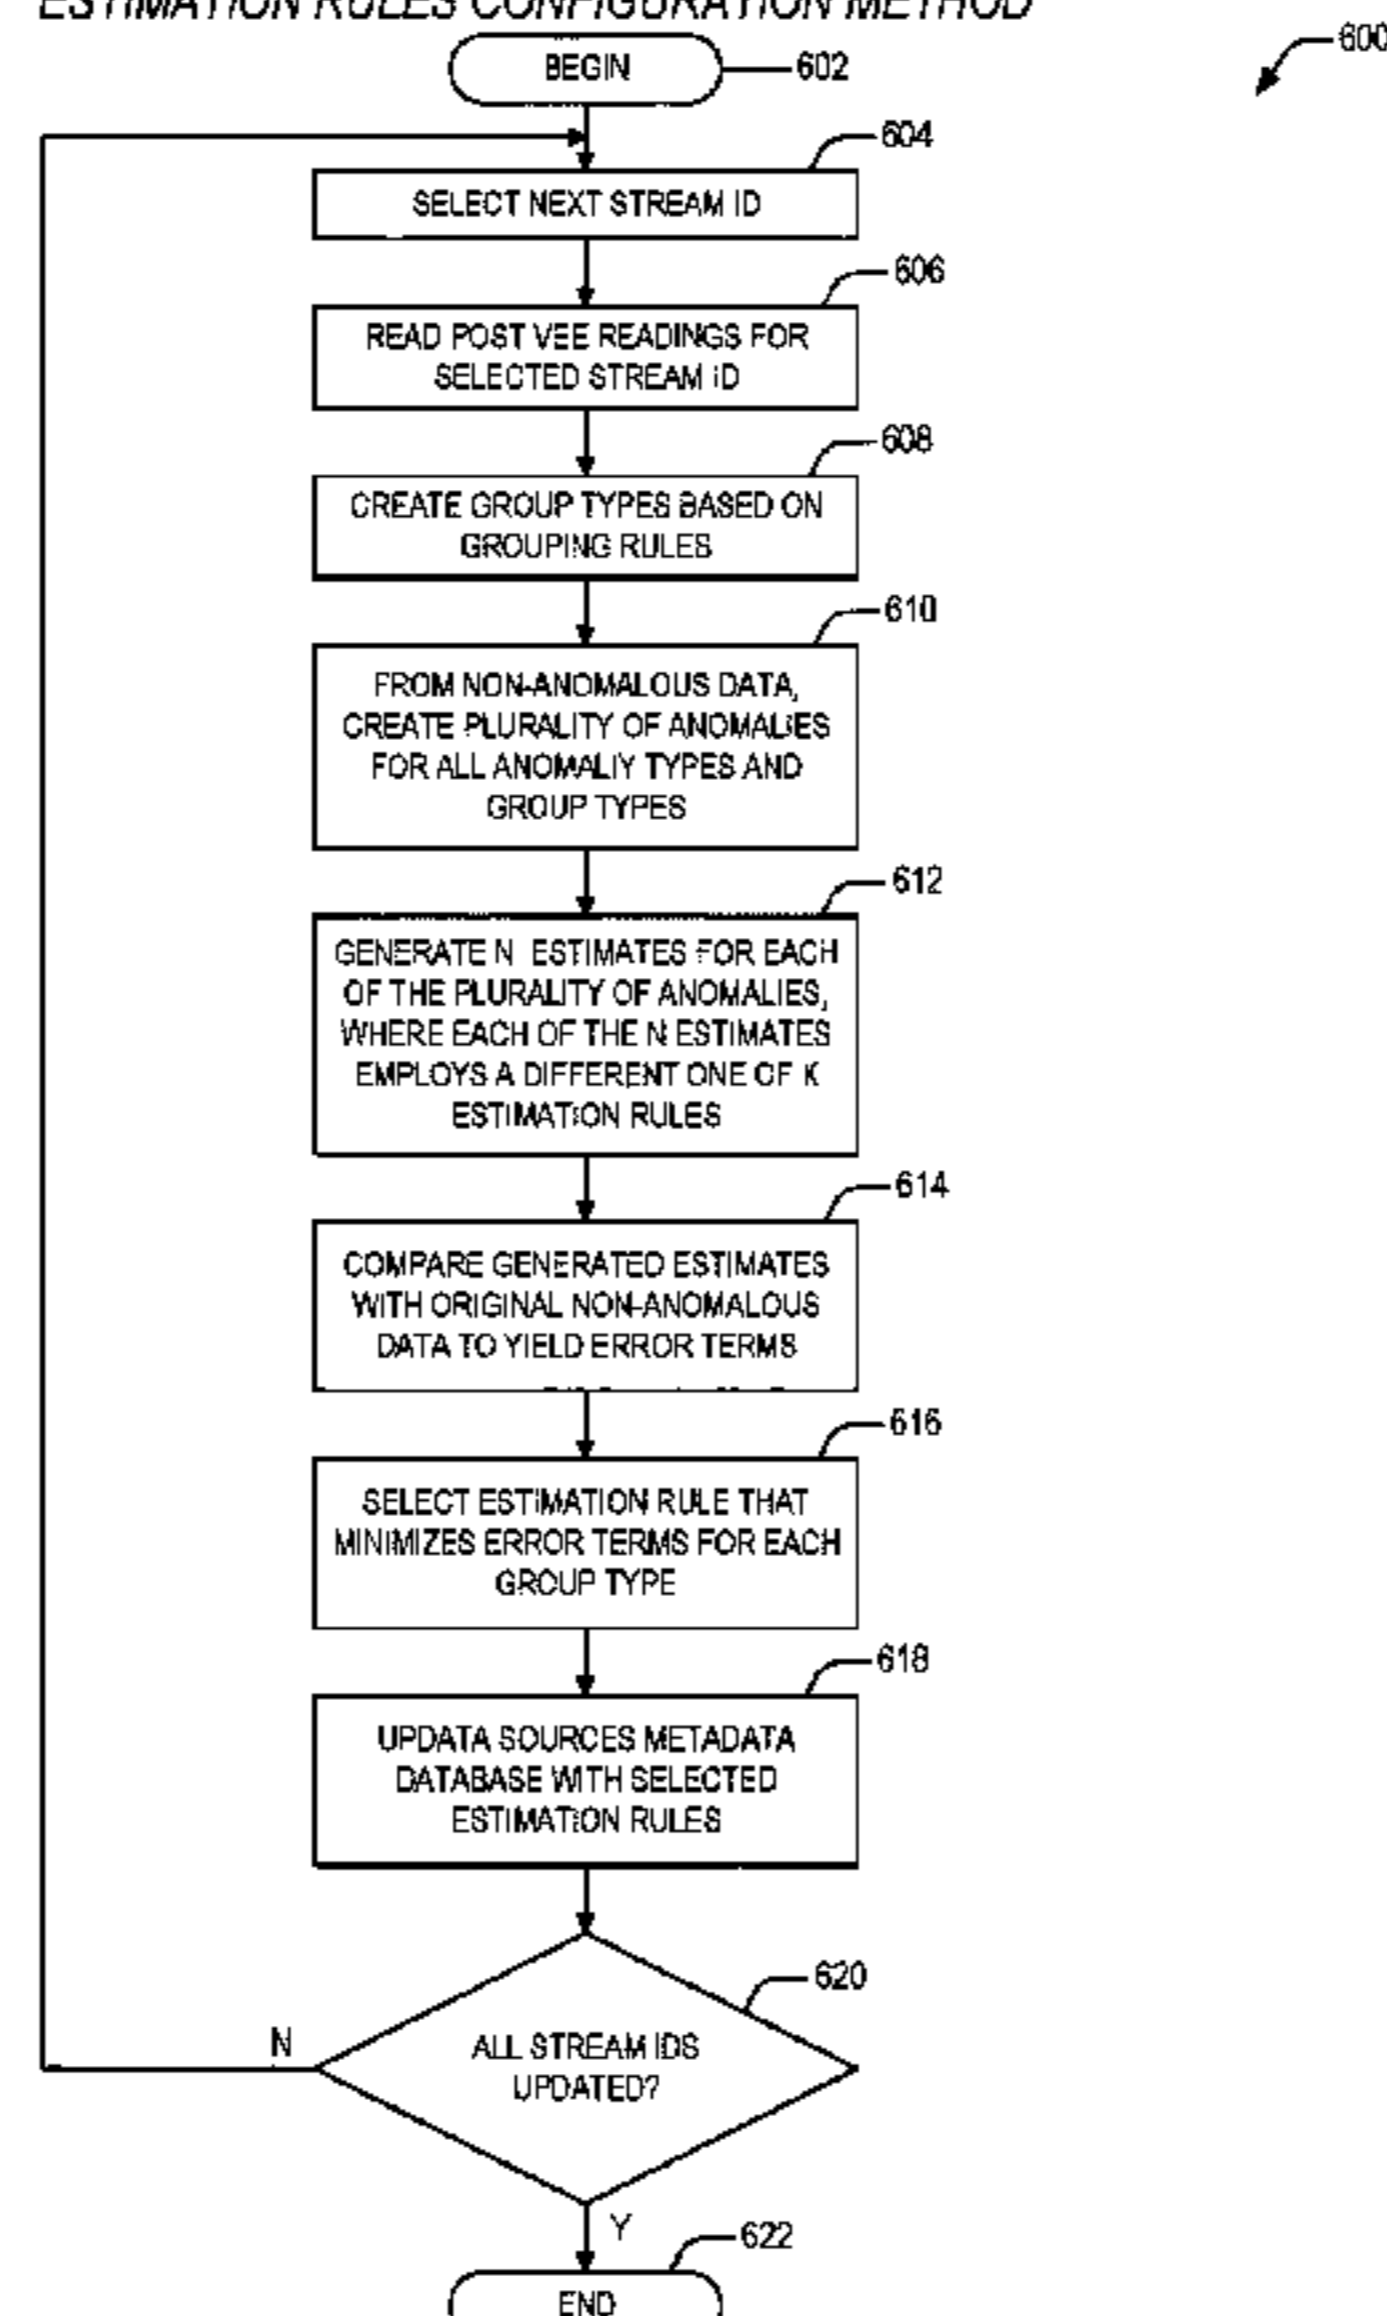 ESTIMATION RULES CONFIGURATION METHOD
600
BEGIN
602
604
SELECT NEXT STREAM ID
606
READ POST VEE READINGS FOR
SELECTED STREAM ID
608
CREATE GROUP TYPES BASED ON
GROUPING RULES
610
FROM NON-ANOMALOUS DATA,
CREATE PLURALITY OF ANOMALIES
FOR ALL ANOMALIY TYPES AND
GROUP TYPES
612
GENERATE N ESTIMATES FOR EACH
OF THE PLURALITY OF ANOMALIES,
WHERE EACH OF THE N ESTIMATES
EMPLOYS A DIFFERENT ONE OF K
ESTIMATION RULES
614
COMPARE GENERATED ESTIMATES
WITH ORIGINAL NON-ANOMALOUS
DATA TO YIELD ERROR TERMS
616
SELECT ESTIMATION RULE THAT
MINIMIZES ERROR TERMS FOR EACH
GROUP TYPE
618
UPDATA SOURCES METADATA
DATABASE WITH SELECTED
ESTIMATION RULES
620
N
ALL STREAM IDS
UPDATED?
Y
622
END